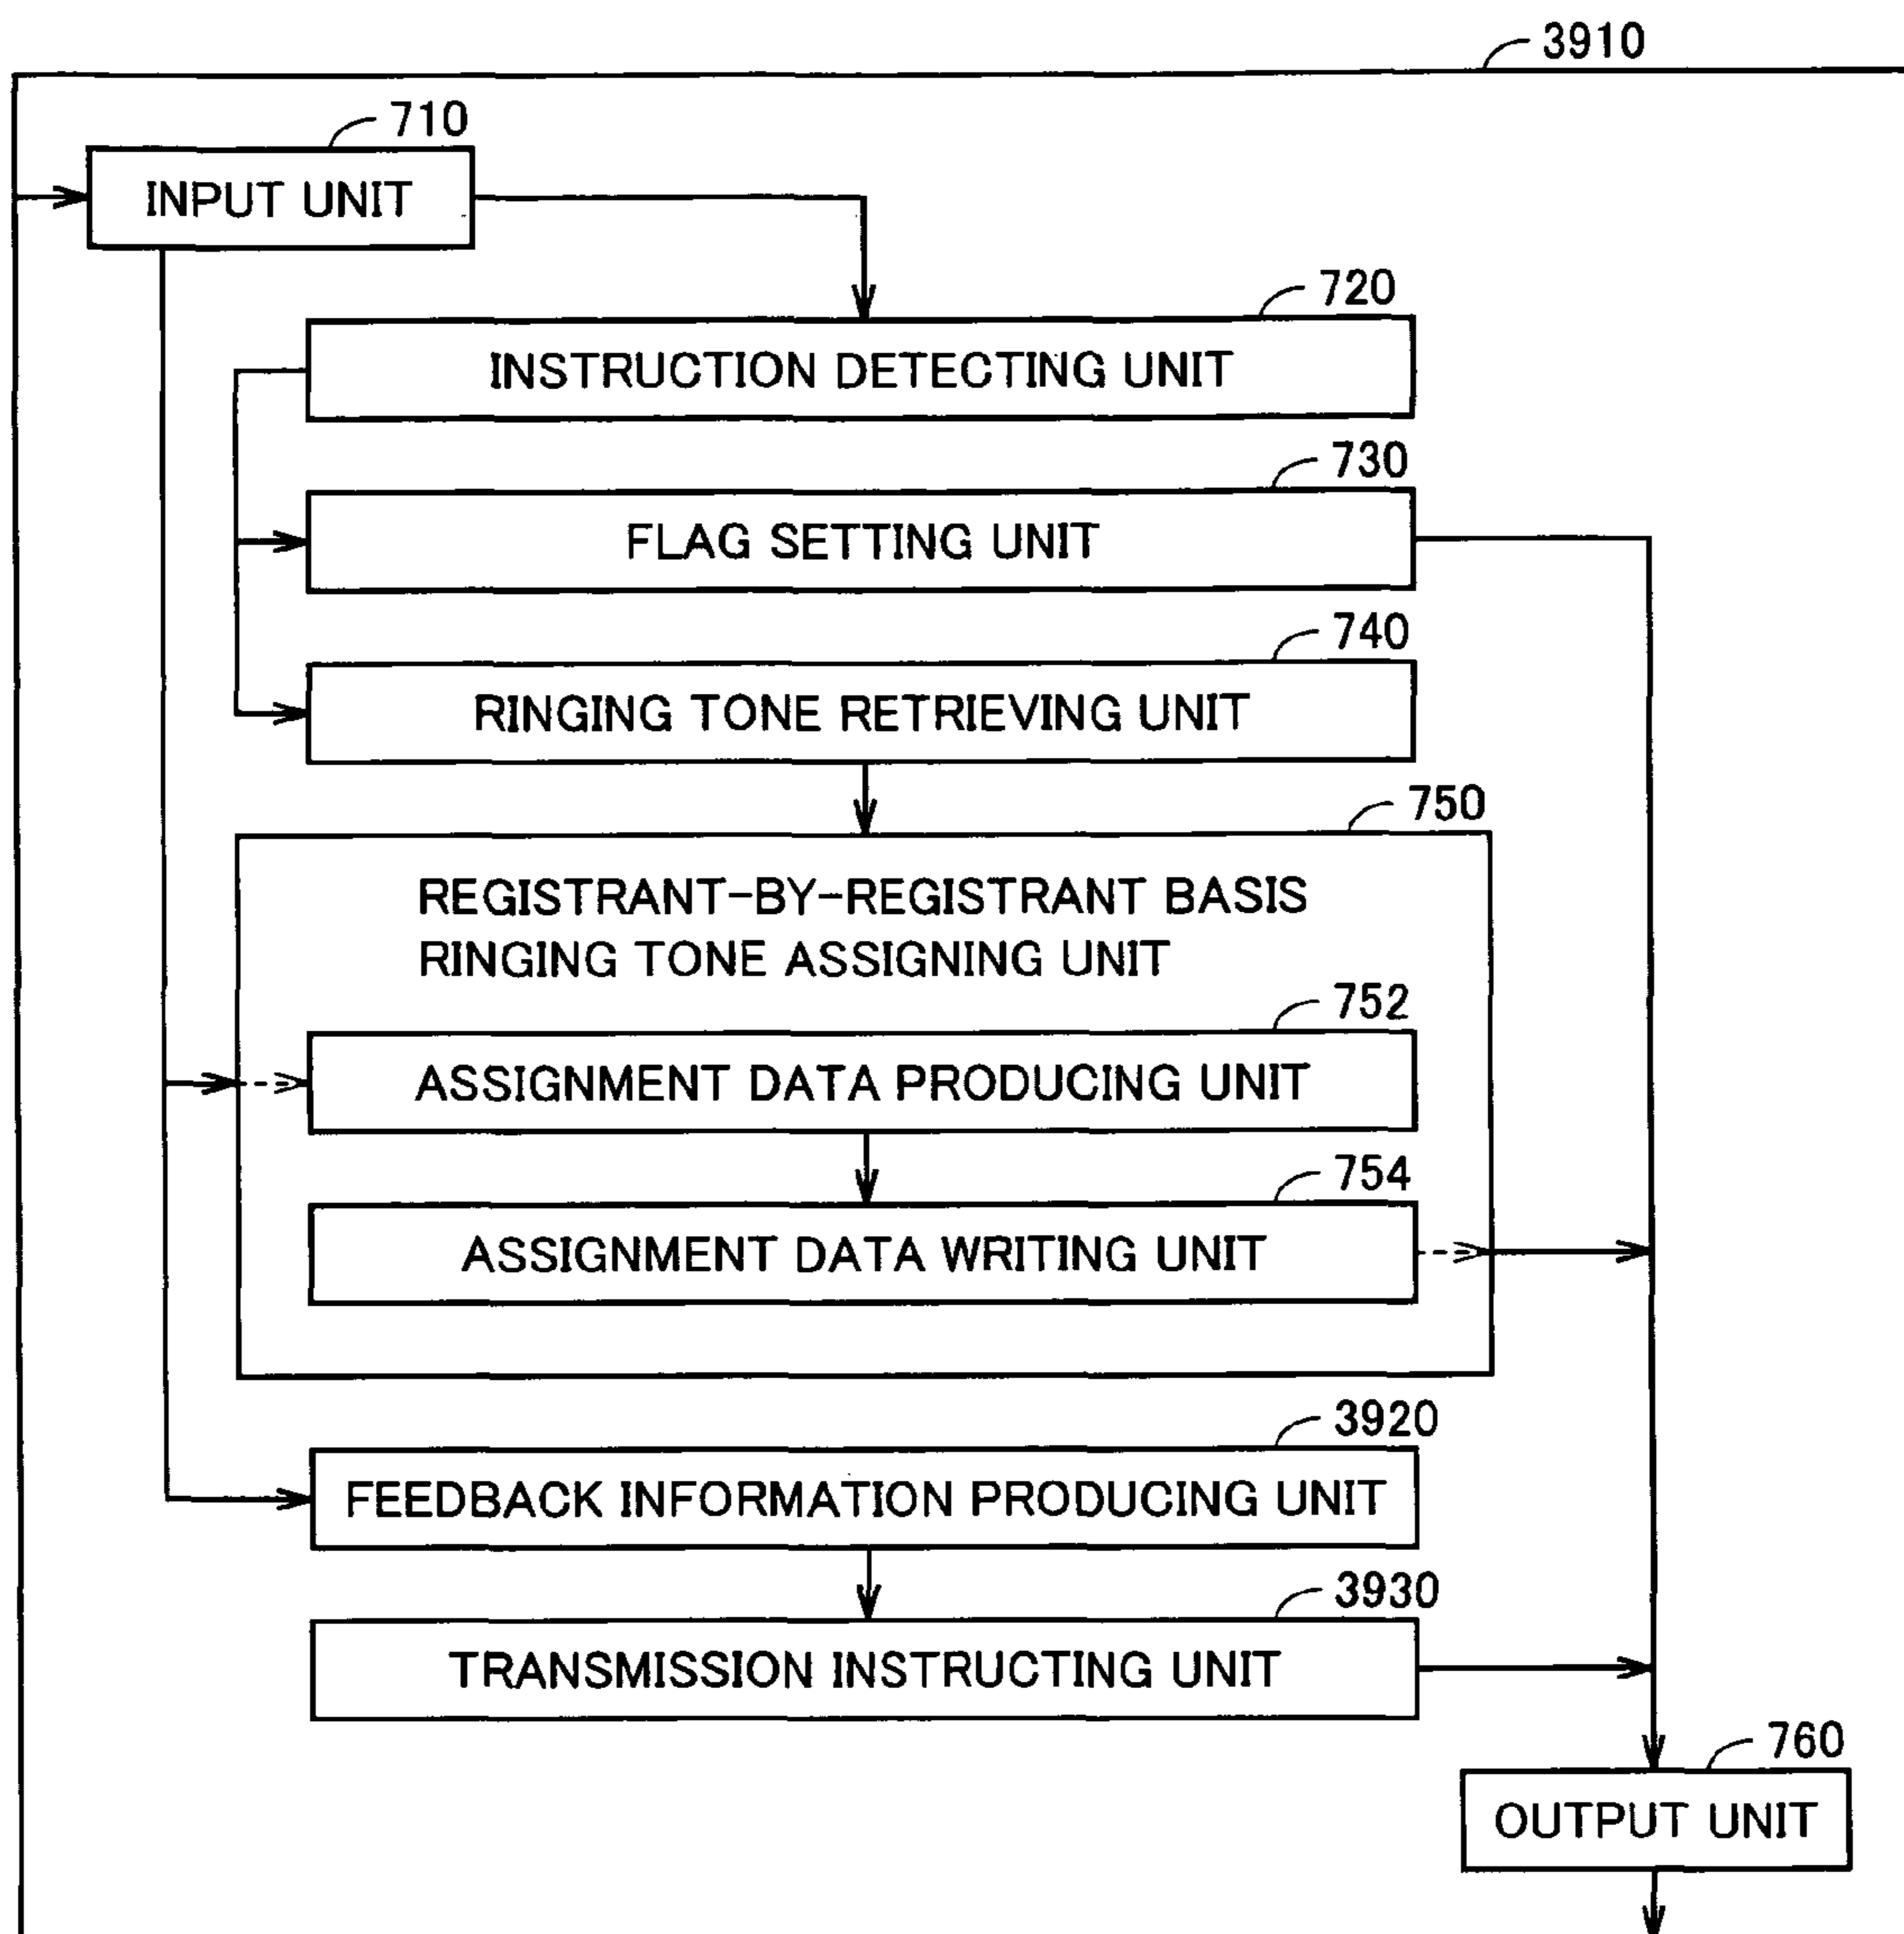 3910
710
INPUT UNIT
720
INSTRUCTION DETECTING UNIT
730
FLAG SETTING UNIT
740
RINGING TONE RETRIEVING UNIT
750
REGISTRANT-BY-REGISTRANT BASIS
RINGING TONE ASSIGNING UNIT
752
ASSIGNMENT DATA PRODUCING UNIT
754
ASSIGNMENT DATA WRITING UNIT
3920
FEEDBACK INFORMATION PRODUCING UNIT
3930
TRANSMISSION INSTRUCTING UNIT
760
OUTPUT UNIT